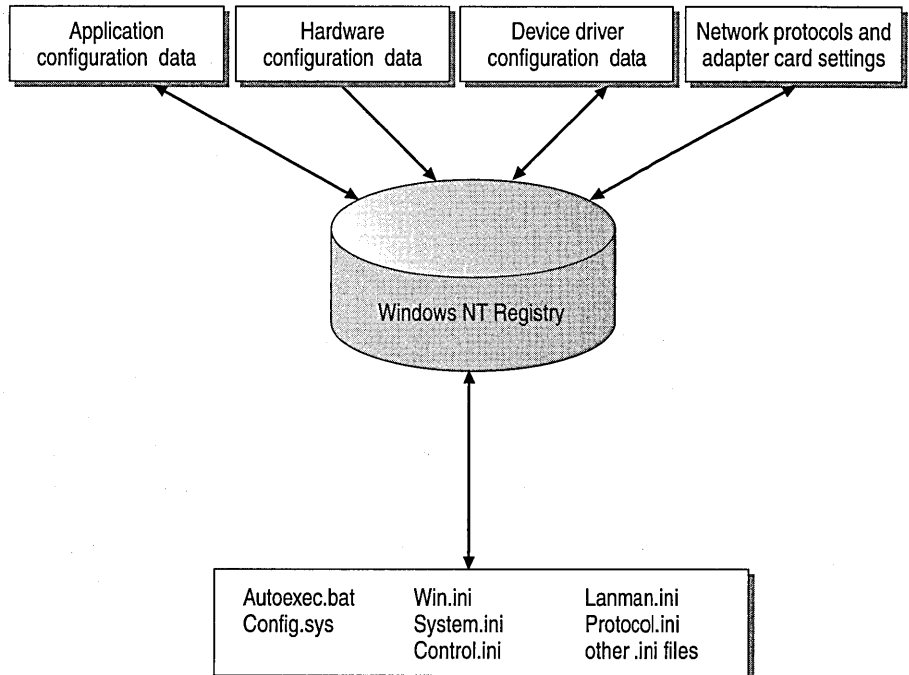 Application
configuration data
Hardware
configuration data
Device driver
configuration data
Network protocols and
adapter card settings
Windows NT Registry
Autoexec.bat
Config.sys
Win.ini
System.ini
Control.ini
Lanman.ini
Protocol.ini
other .ini files